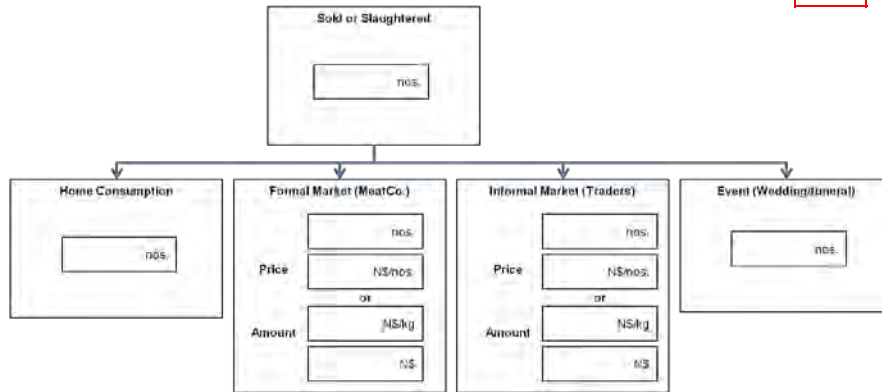 Sold or Slaughtered
nos.
Home Consumption
nos.
Formal Market (MeatCo.)
nos.
Price
N$/nos.
or
N$/kg
Amount
N$
Informal Market (Traders)
nos.
Price
N$/nos.
or
N$/kg
Amount
N$
Event (Wedding/funeral)
nos.